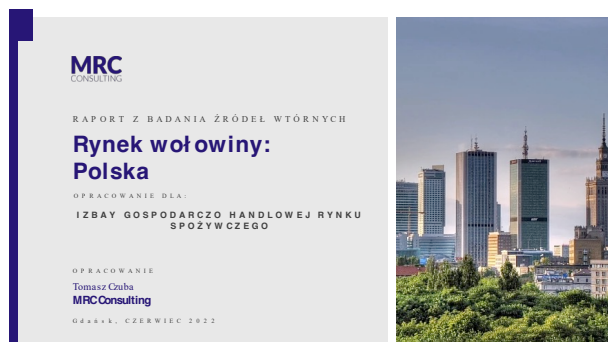 MRC
CONSULTING
RAPORT Z BADANIA ŹRÓDEŁ WTÓRNYCH
Rynek wołowiny:
Polska
OPRACOWANIE DLA:
IZBAY GOSPODARCZO HANDLOWEJ RYNKU
SPOŻYWCZEGO
OPRACOWANIE
Tomasz Czuba
MRC Consulting
Gdańsk, CZERWIEC 2022